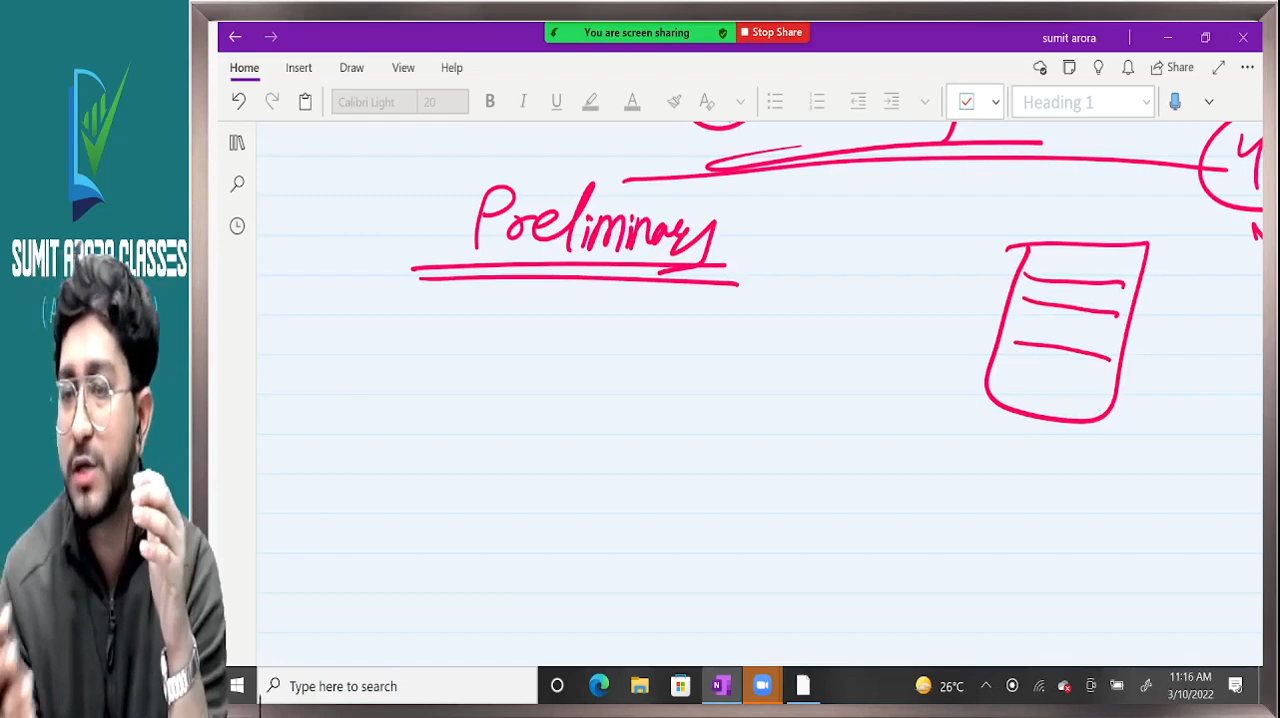 You are screen sharing
Stop Share
sumit arora
Home Insert Draw View Help
Share
Calibri Light 20 B I U A A Heading 1
Preliminary
SUMIT ARORA CLASSES
Type here to search
N
26°C
11:16 AM
3/10/2022